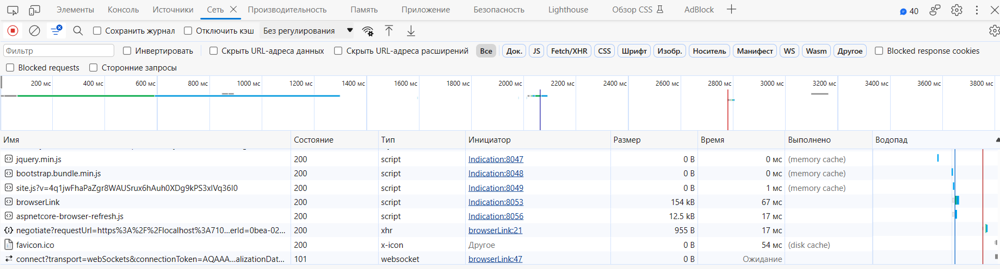 Элементы Консоль Источники Сеть Производительность Память Приложение Безопасность Lighthouse Обзор CSS AdBlock 40
Сохранить журнал Отключить кэш Без регулирования
Фильтр Инвертировать Скрыть URL-адреса данных Скрыть URL-адреса расширений Все Док. JS Fetch/XHR CSS Шрифт Изобр. Носитель Манифест WS Wasm Другое Blocked response cookies
Blocked requests Сторонние запросы
200 мс 400 мс 600 мс 800 мс 1000 мс 1200 мс 1400 мс 1600 мс 1800 мс 2000 мс 2200 мс 2400 мс 2600 мс 2800 мс 3000 мс 3200 мс 3400 мс 3600 мс 3800 мс
Имя Состояние Тип Инициатор Размер Время Выполнено Водопад
jquery.min.js 200 script Indication:8047 0 B 0 мс (memory cache)
bootstrap.bundle.min.js 200 script Indication:8048 0 B 0 мс (memory cache)
site.js?v=4q1jwFhaPaZgr8WAUSrux6hAuh0XDg9kPS3xIVq36I0 200 script Indication:8049 0 B 1 мс (memory cache)
browserLink 200 script Indication:8053 154 kB 67 мс
aspnetcore-browser-refresh.js 200 script Indication:8056 12.5 kB 17 мс
negotiate?requestUrl=https%3A%2F%2Flocalhost%3A710...erId=0bea-02... 200 xhr browserLink:21 955 B 17 мс
favicon.ico 200 x-icon Другое 0 B 54 мс (disk cache)
connect?transport=webSockets&connectionToken=AQAAA...alizationDat... 101 websocket browserLink:47 0 B Ожидание